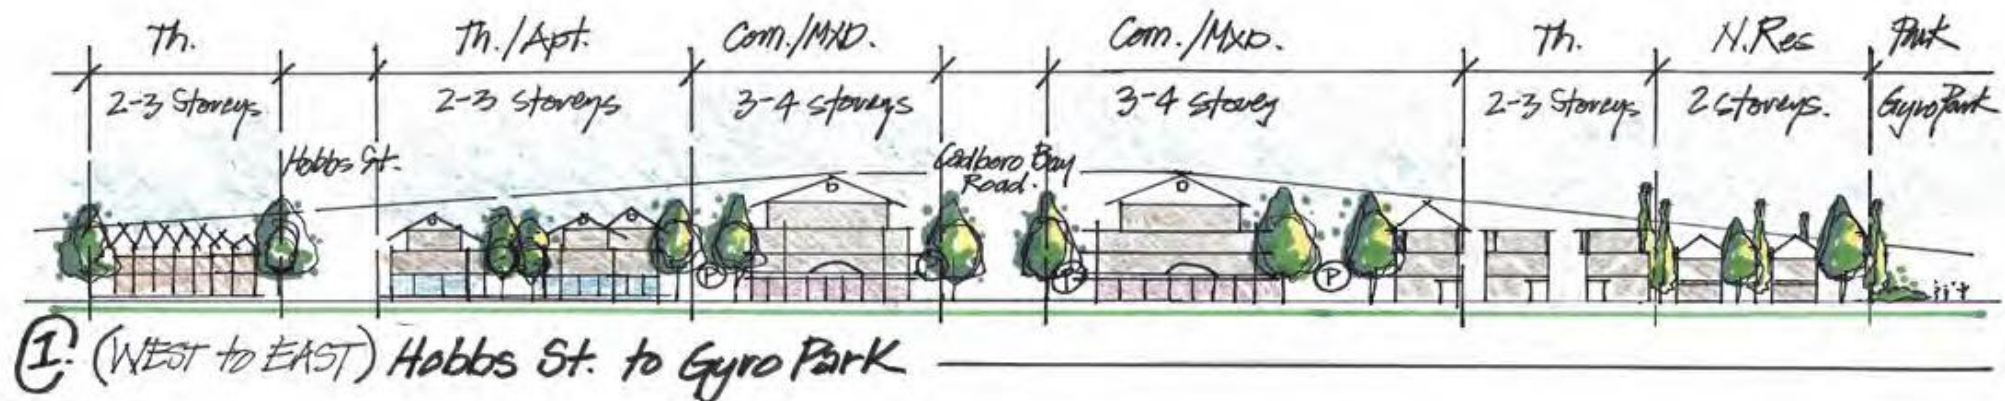 Th. Th./Apt. Com./MXD. Com./MXD. Th. N.Res Park
2-3 Storeys 2-3 storeys 3-4 storeys 3-4 storey 2-3 Storeys 2 storeys. Gyro Park
Hobbs St. Cadboro Bay
Road.
P P P
1. (WEST to EAST) Hobbs St. to Gyro Park